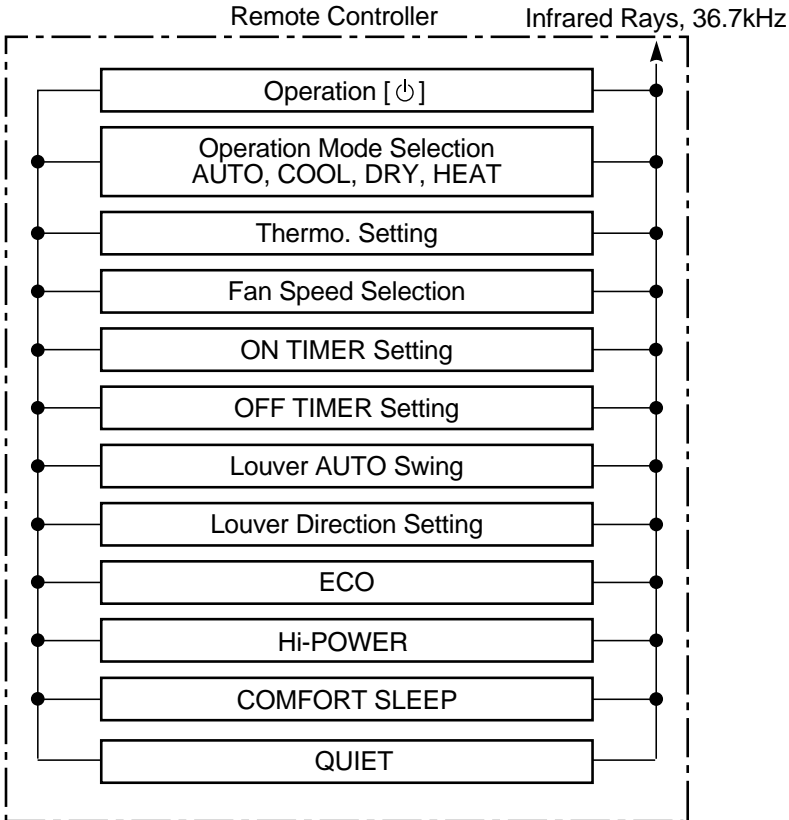 Remote Controller
Infrared Rays, 36.7kHz
Operation [⏻]
Operation Mode Selection
AUTO, COOL, DRY, HEAT
Thermo. Setting
Fan Speed Selection
ON TIMER Setting
OFF TIMER Setting
Louver AUTO Swing
Louver Direction Setting
ECO
Hi-POWER
COMFORT SLEEP
QUIET